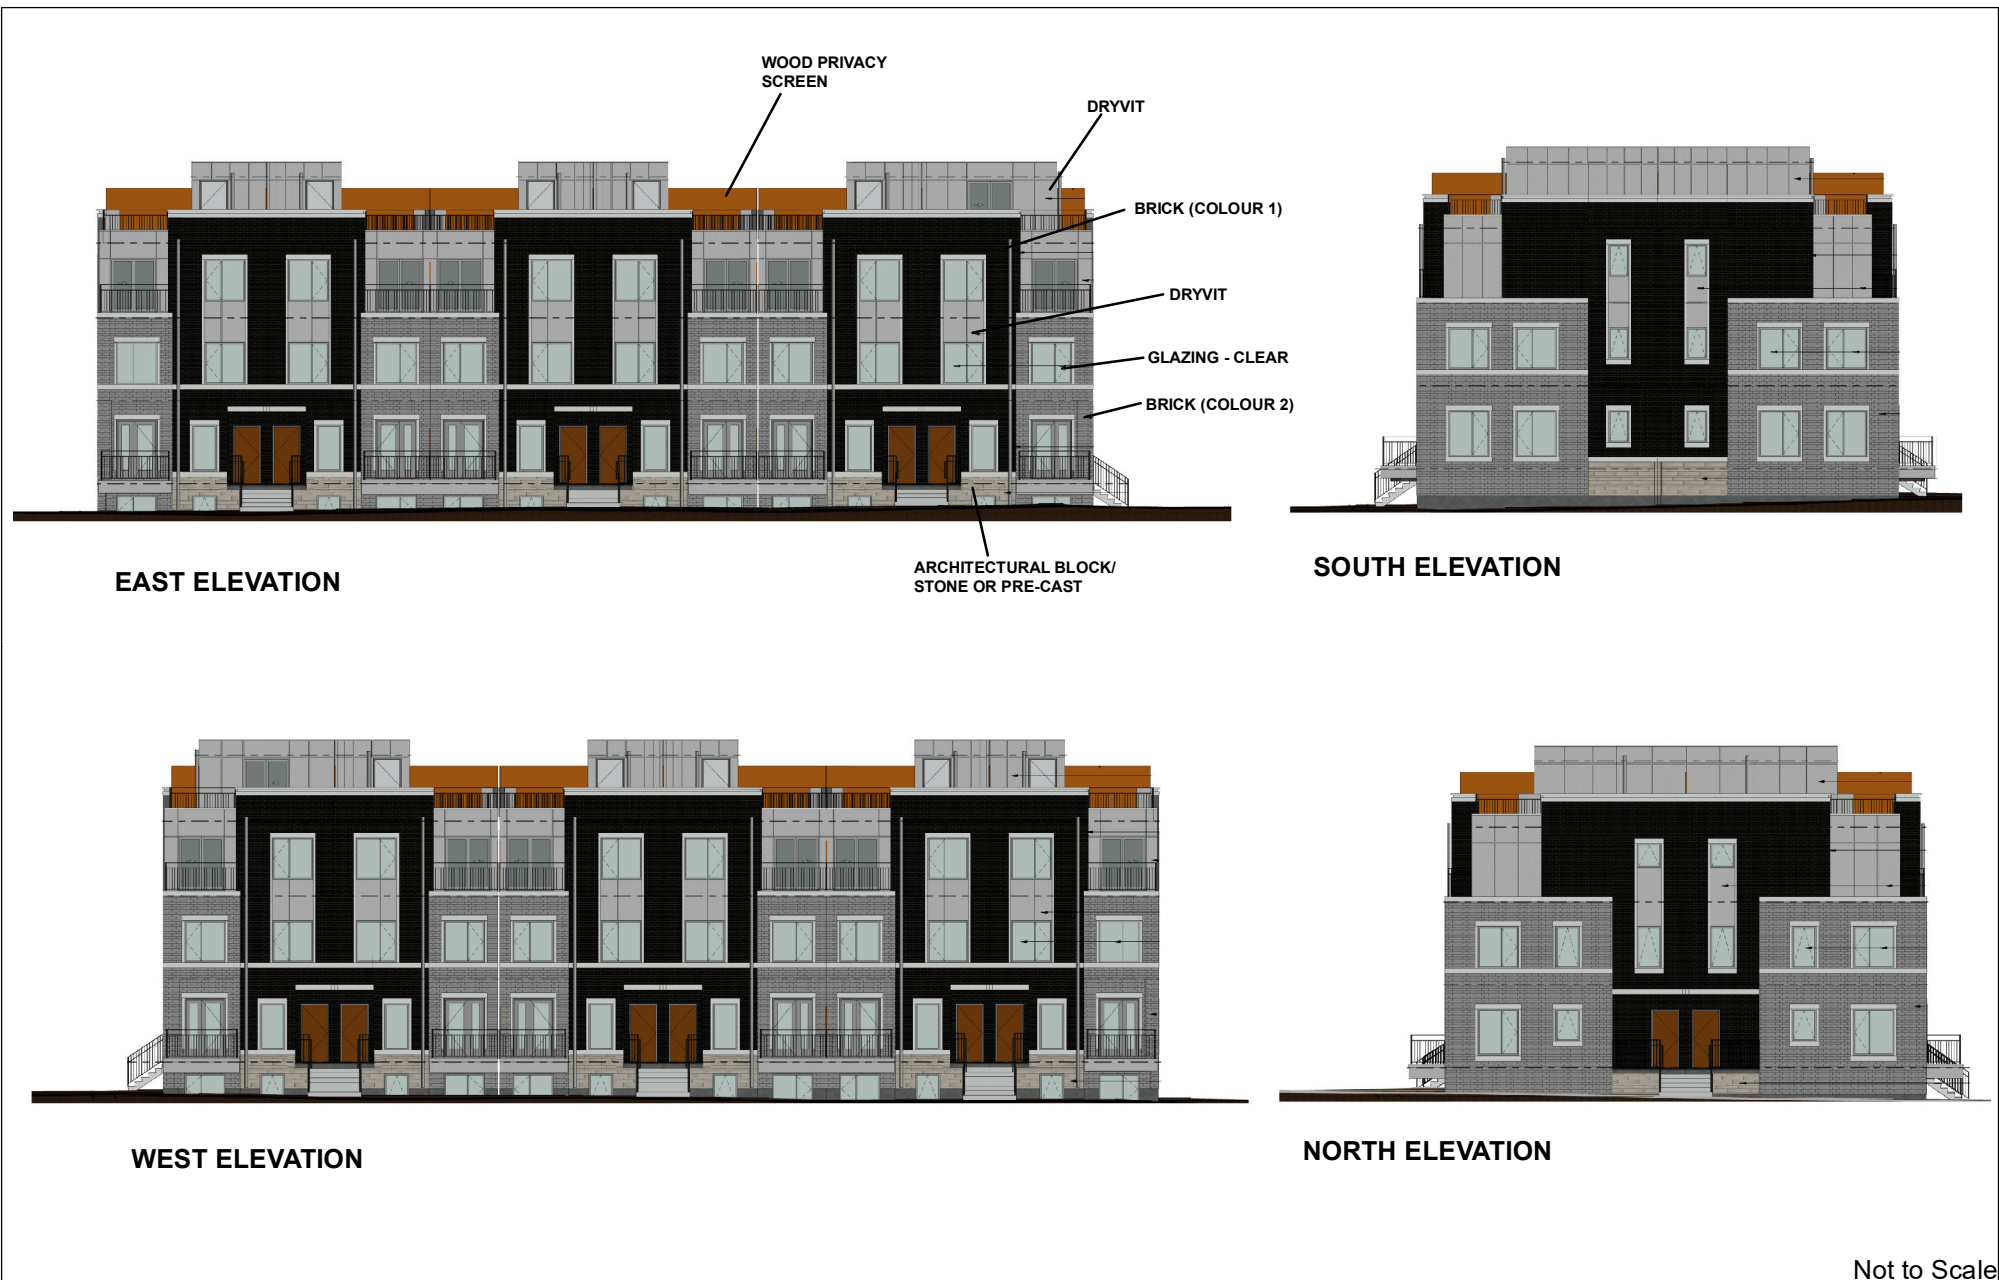 WOOD PRIVACY
SCREEN
DRYVIT
BRICK (COLOUR 1)
DRYVIT
GLAZING - CLEAR
BRICK (COLOUR 2)
ARCHITECTURAL BLOCK/
STONE OR PRE-CAST
EAST ELEVATION
SOUTH ELEVATION
WEST ELEVATION
NORTH ELEVATION
Not to Scale